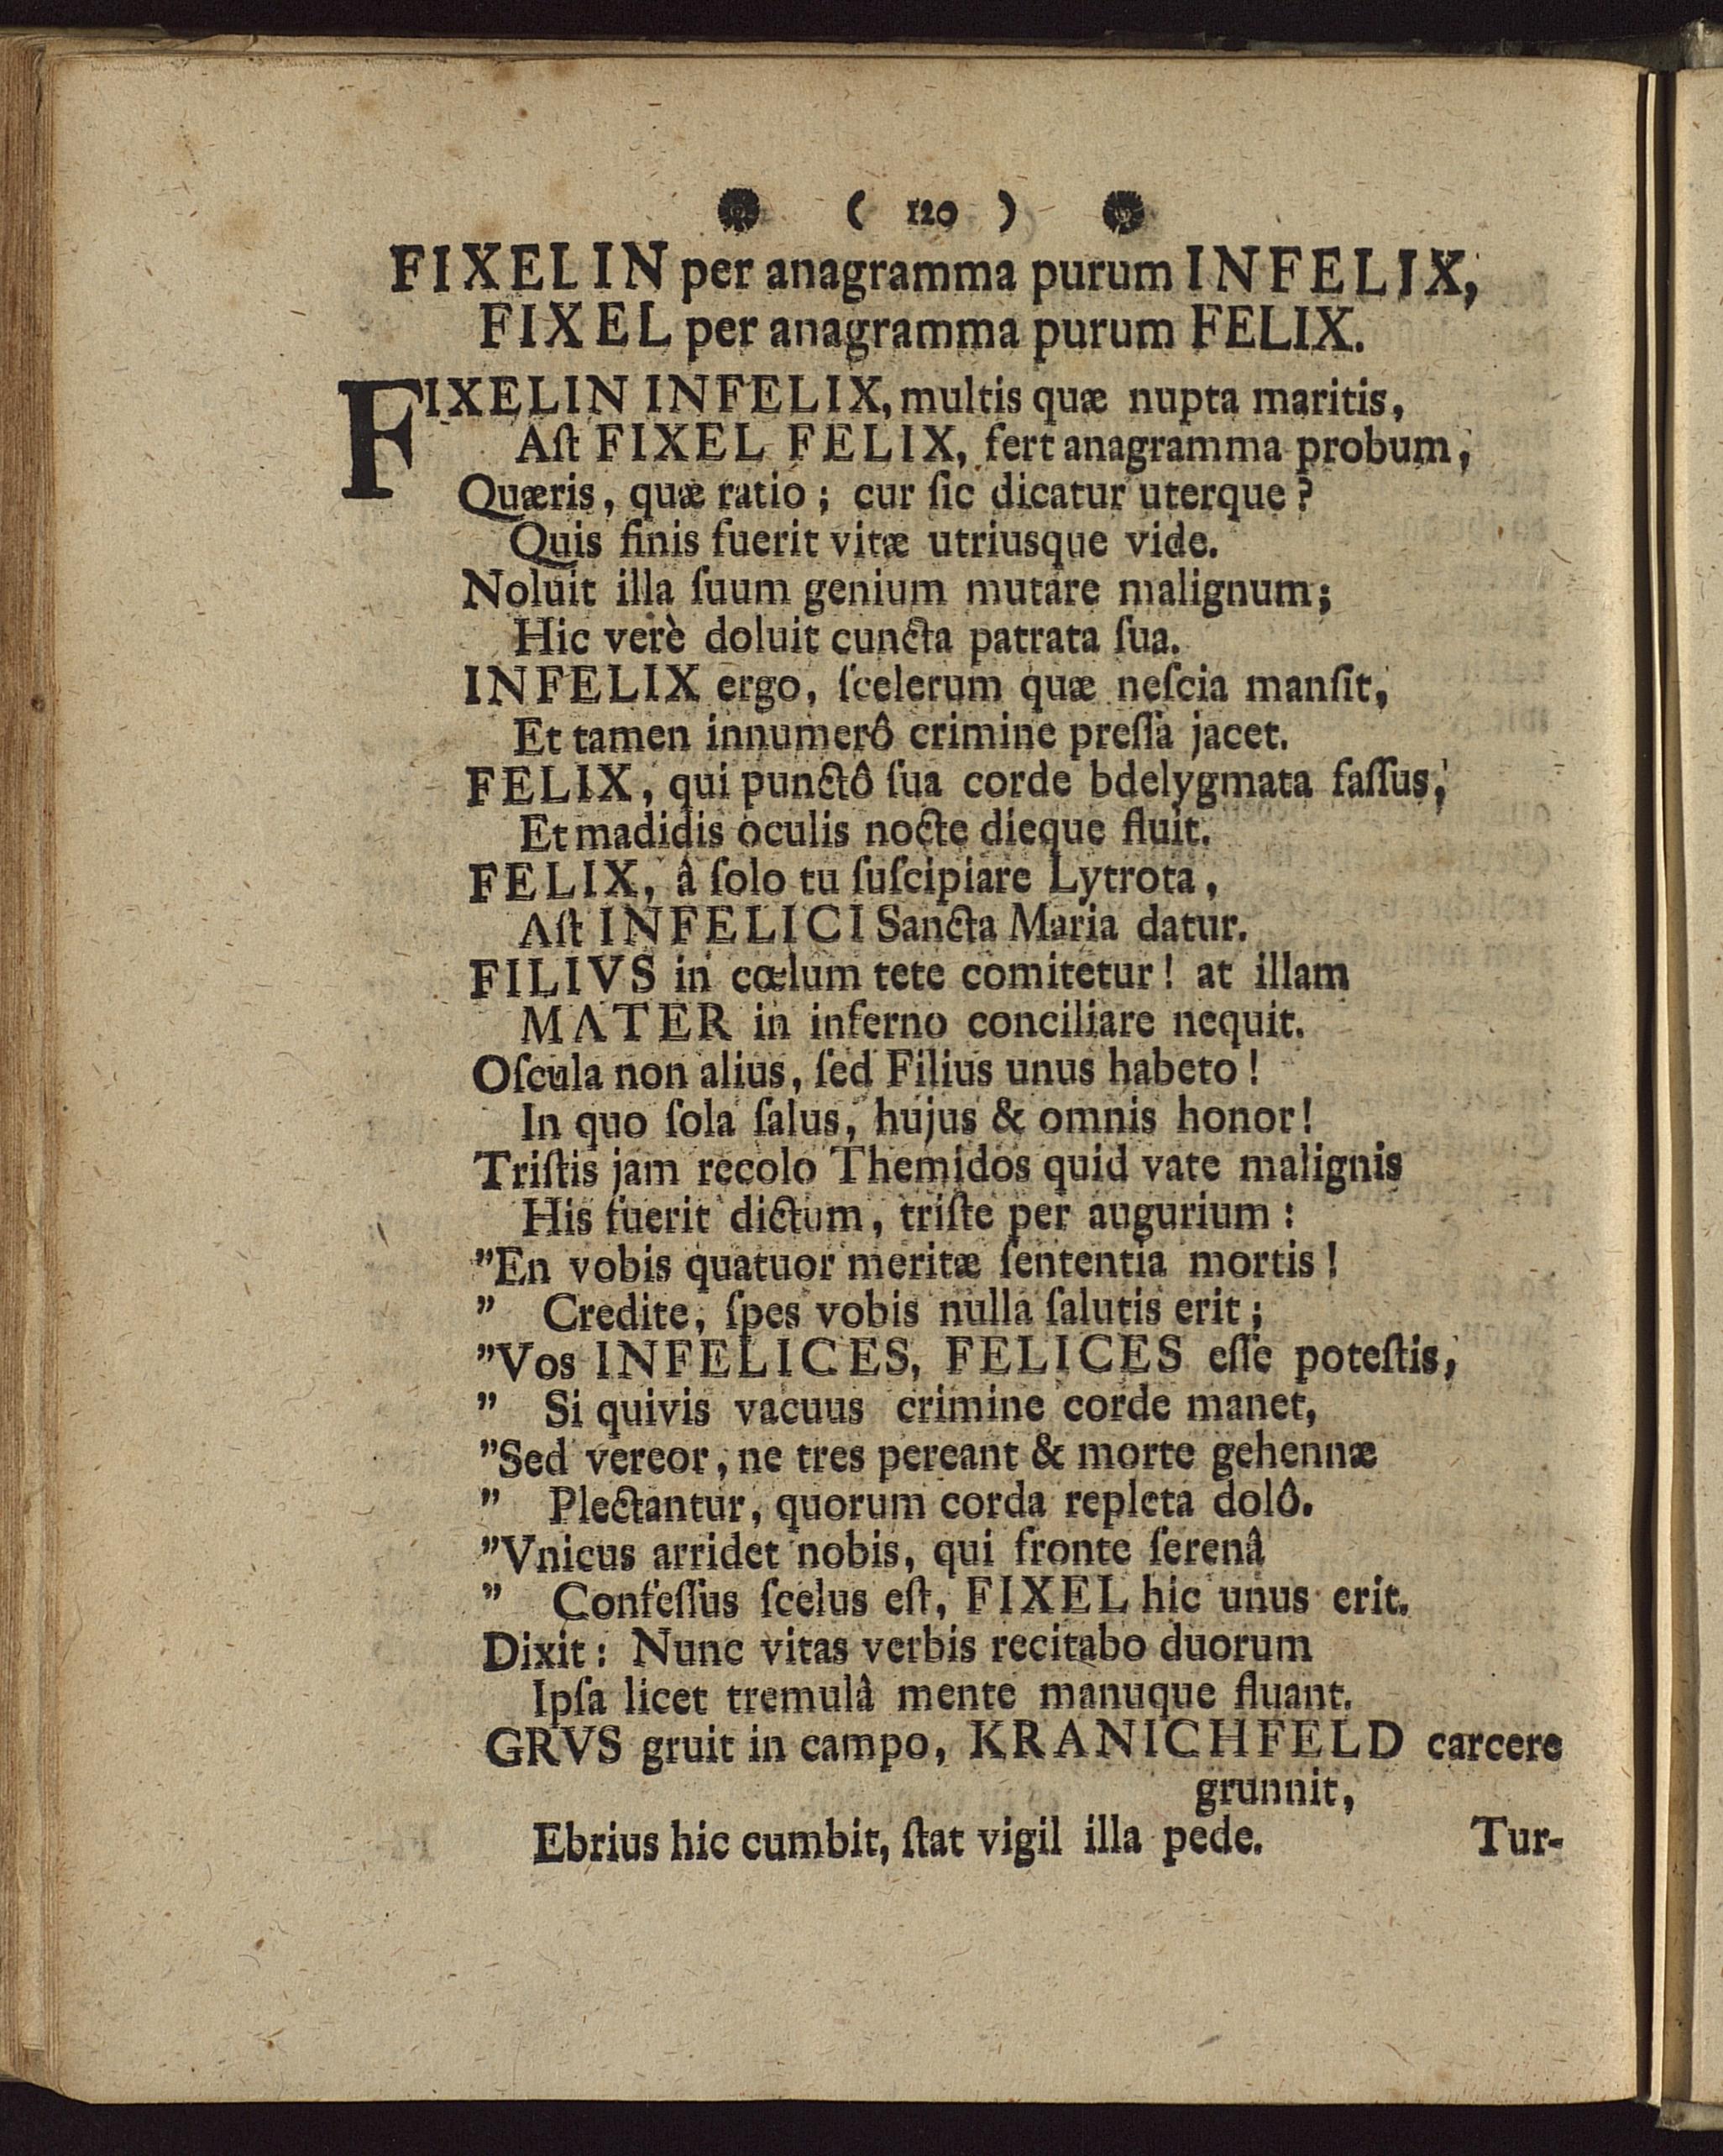 ( 120 )
FIXELIN per anagramma purum INFELIX,
FIXEL per anagramma purum FELIX.
FIXELIN INFELIX, multis quæ nupta maritis,
Aſt FIXEL FELIX, fert anagramma probum,
Quæris, quæ ratio; cur ſic dicatur uterque?
Quis finis fuerit vitæ utriusque vide.
Noluit illa ſuum genium mutare malignum;
Hic verè doluit cuncta patrata ſua.
INFELIX ergo, ſcelerum quæ neſcia manſit,
Et tamen innumerô crimine preſſa jacet.
FELIX, qui punctô ſua corde bdelygmata faſſus,
Et madidis oculis nocte dieque fluit.
FELIX, â ſolo tu ſuſcipiare Lytrota,
Aſt INFELICI Sancta Maria datur.
FILIVS in cœlum tete comitetur! at illam
MATER in inferno conciliare nequit.
Oſcula non alius, ſed Filius unus habeto!
In quo ſola ſalus, hujus & omnis honor!
Triſtis jam recolo Themidos quid vate malignis
His fuerit dictum, triſte per augurium:
"En vobis quatuor meritæ ſententia mortis!
" Credite, ſpes vobis nulla ſalutis erit;
"Vos INFELICES, FELICES eſſe poteſtis,
" Si quivis vacuus crimine corde manet,
"Sed vereor, ne tres pereant & morte gehennæ
" Plectantur, quorum corda repleta dolô.
"Vnicus arridet nobis, qui fronte ſerenâ
" Confeſſus ſcelus eſt, FIXEL hic unus erit.
Dixit: Nunc vitas verbis recitabo duorum
Ipſa licet tremulâ mente manuque fluant.
GRVS gruit in campo, KRANICHFELD carcere
grunnit,
Ebrius hic cumbit, ſtat vigil illa pede. Tur-